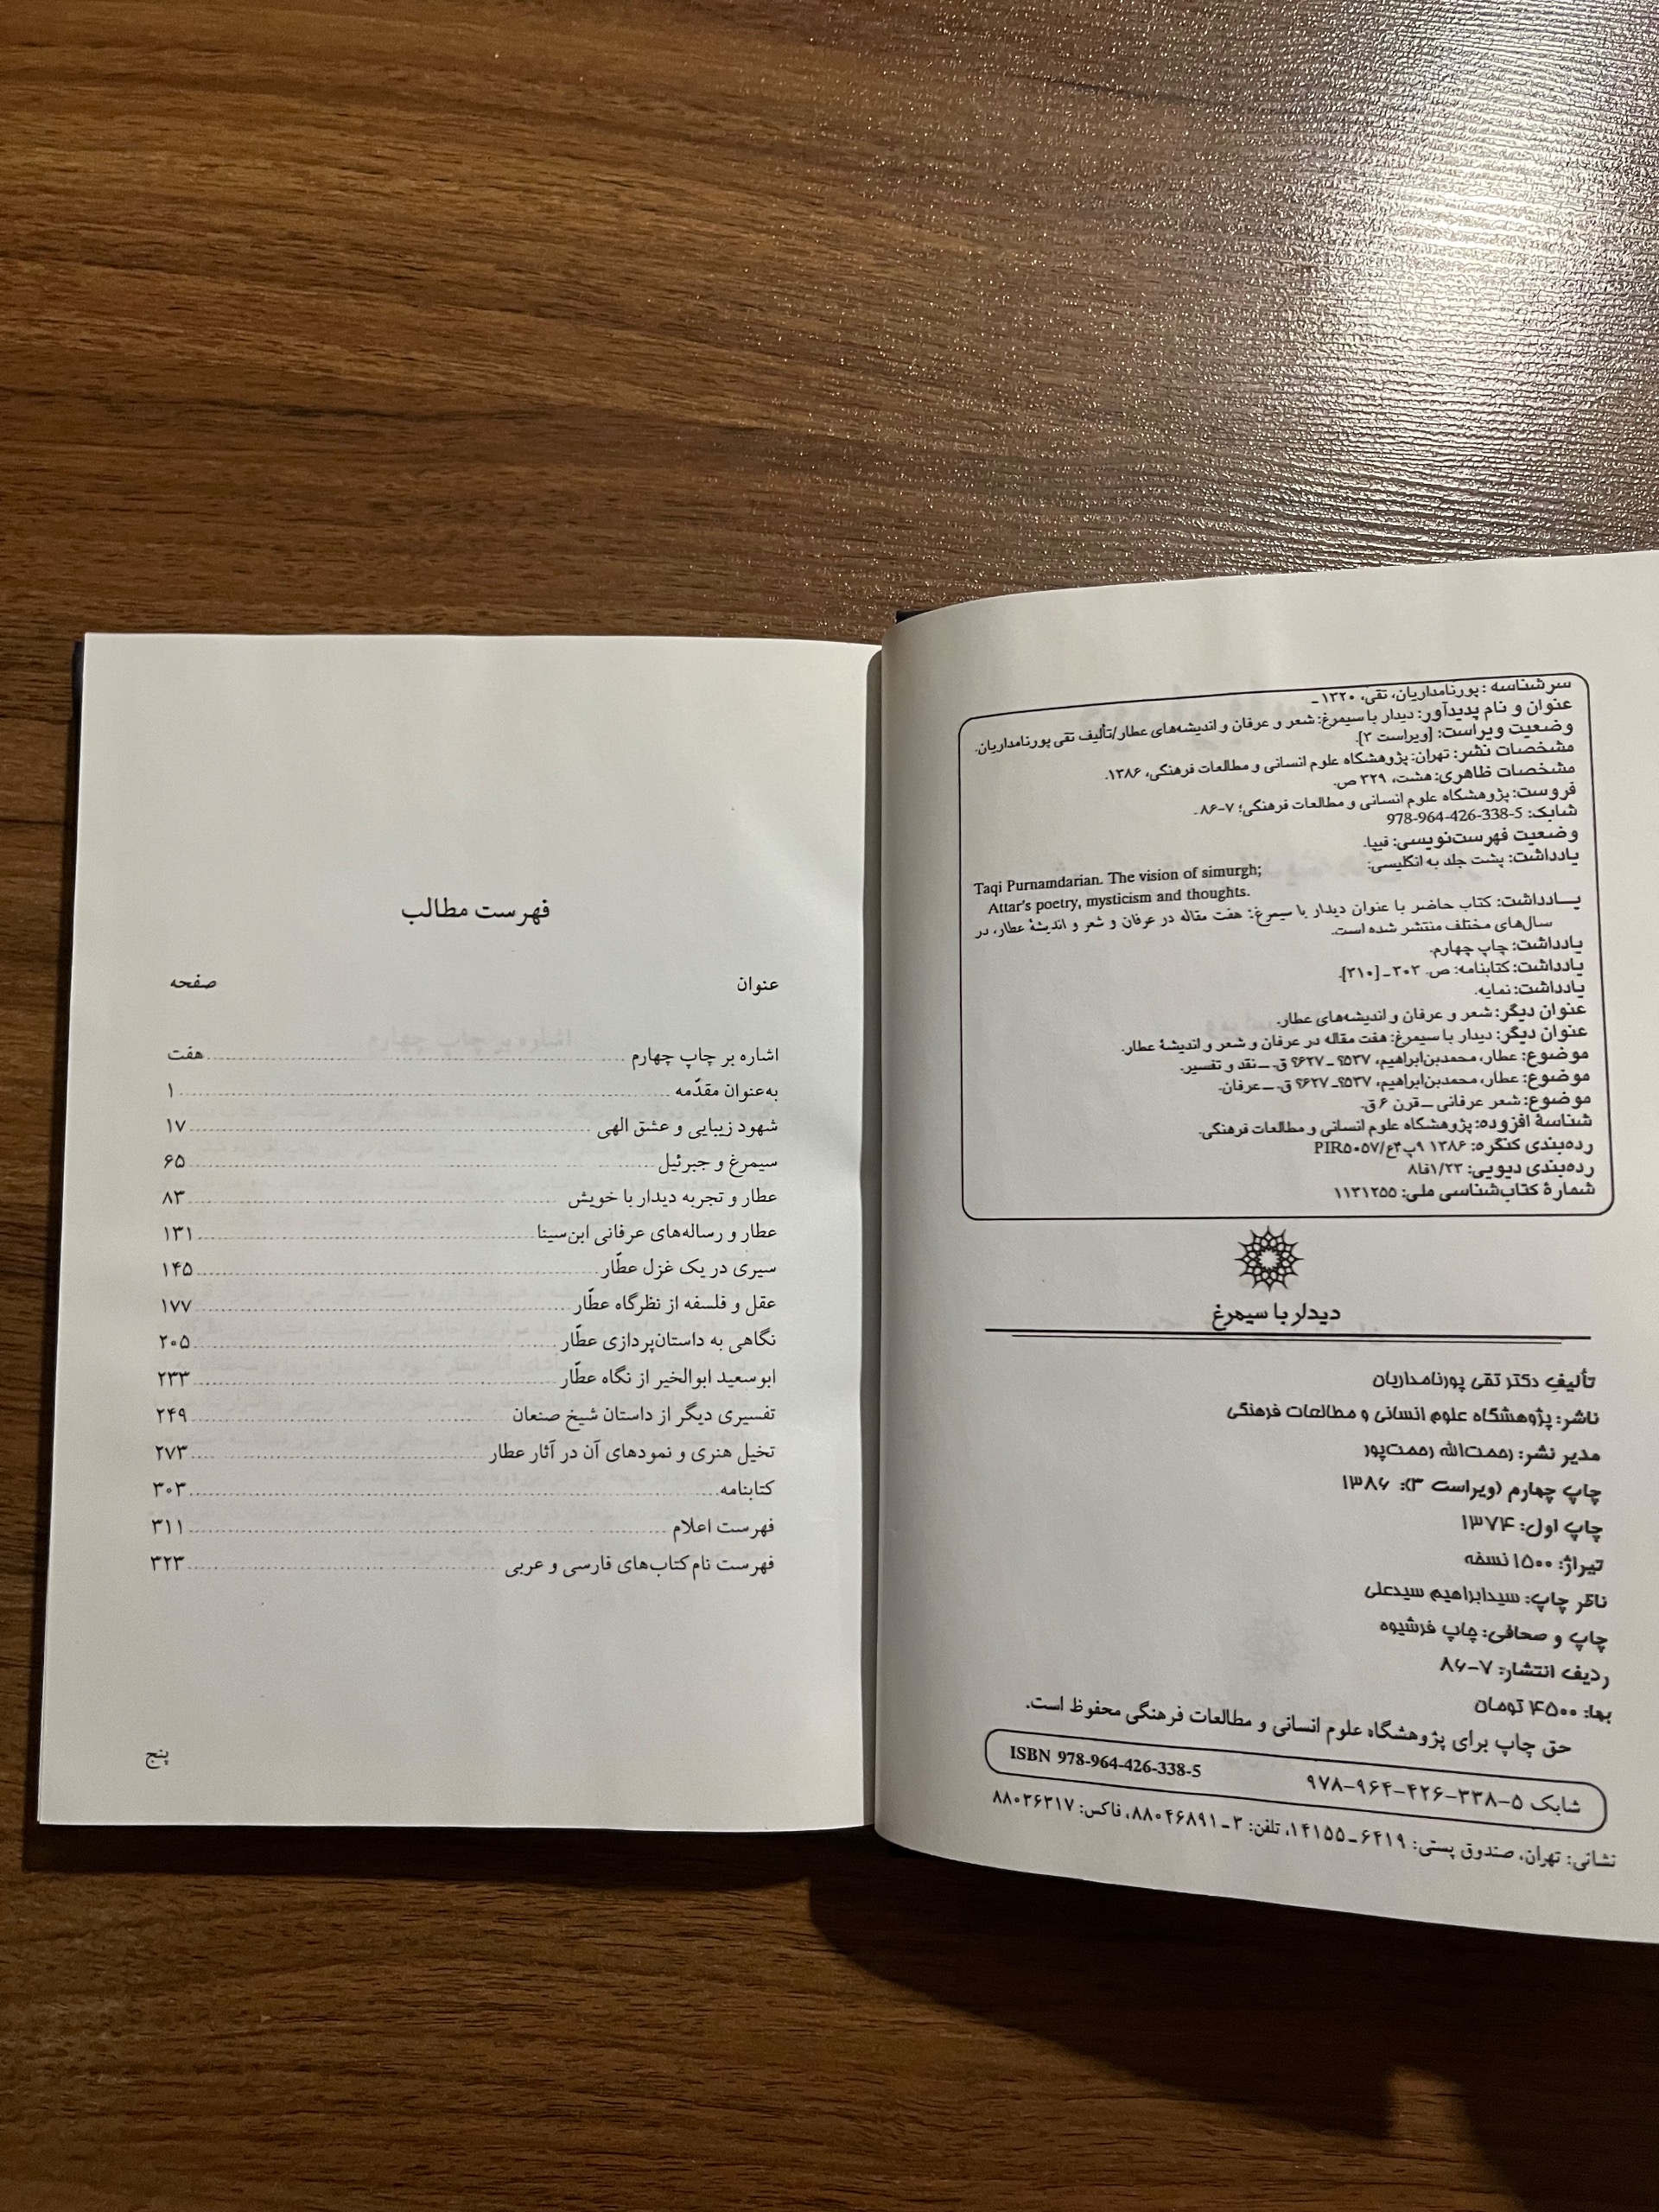 سرشناسه: پورنامداریان، تقی، ۱۳۲۰ ـ
عنوان و نام پدیدآور: دیدار با سیمرغ: شعر و عرفان و اندیشه‌های عطار/تألیف تقی پورنامداریان.
وضعیت ویراست: [ویراست ۳].
مشخصات نشر: تهران: پژوهشگاه علوم انسانی و مطالعات فرهنگی، ۱۳۸۶.
مشخصات ظاهری: هشت، ۳۲۹ ص.
فروست: پژوهشگاه علوم انسانی و مطالعات فرهنگی؛ ۷-۸۶.
شابک: 978-964-426-338-5
وضعیت فهرست‌نویسی: فیپا.
یادداشت: پشت جلد به انگلیسی:
Taqi Purnamdarian. The vision of simurgh;
Attar's poetry, mysticism and thoughts.
یادداشت: کتاب حاضر با عنوان دیدار با سیمرغ: هفت مقاله در عرفان و شعر و اندیشهٔ عطار، در
سال‌های مختلف منتشر شده است.
یادداشت: چاپ چهارم.
یادداشت: کتابنامه: ص. ۳۰۳ ـ [۳۱۰].
یادداشت: نمایه.
عنوان دیگر: شعر و عرفان و اندیشه‌های عطار.
عنوان دیگر: دیدار با سیمرغ: هفت مقاله در عرفان و شعر و اندیشهٔ عطار.
موضوع: عطار، محمدبن‌ابراهیم، ۵۳۷؟ ـ ۶۲۷؟ ق. ـ نقد و تفسیر.
موضوع: عطار، محمدبن‌ابراهیم، ۵۳۷؟ ـ ۶۲۷؟ ق. ـ عرفان.
موضوع: شعر عرفانی ـ قرن ۶ ق.
شناسهٔ افزوده: پژوهشگاه علوم انسانی و مطالعات فرهنگی.
رده‌بندی کنگره: ۱۳۸۶ ۹پ۴ع/PIR۵۰۵۷
رده‌بندی دیویی: ۸فا۱/۲۳
شمارهٔ کتاب‌شناسی ملی: ۱۱۳۱۲۵۵
دیدار با سیمرغ
تألیف دکتر تقی پورنامداریان
ناشر: پژوهشگاه علوم انسانی و مطالعات فرهنگی
مدیر نشر: رحمت‌الله رحمت‌پور
چاپ چهارم (ویراست ۳): ۱۳۸۶
چاپ اول: ۱۳۷۴
تیراژ: ۱۵۰۰ نسخه
ناظر چاپ: سیدابراهیم سیدعلی
چاپ و صحافی: چاپ فرشیوه
ردیف انتشار: ۷-۸۶
بها: ۴۵۰۰ تومان
حق چاپ برای پژوهشگاه علوم انسانی و مطالعات فرهنگی محفوظ است.
شابک ۵-۳۳۸-۴۲۶-۹۶۴-۹۷۸ ISBN 978-964-426-338-5
نشانی: تهران، صندوق پستی: ۶۴۱۹ـ۱۴۱۵۵، تلفن: ۳ ـ ۸۸۰۴۶۸۹۱، فاکس: ۸۸۰۳۶۳۱۷
فهرست مطالب
عنوان صفحه
اشاره بر چاپ چهارم ... هفت
به‌عنوان مقدّمه ... ۱
شهود زیبایی و عشق الهی ... ۱۷
سیمرغ و جبرئیل ... ۶۵
عطار و تجربه دیدار با خویش ... ۸۳
عطار و رساله‌های عرفانی ابن‌سینا ... ۱۳۱
سیری در یک غزل عطّار ... ۱۴۵
عقل و فلسفه از نظرگاه عطّار ... ۱۷۷
نگاهی به داستان‌پردازی عطّار ... ۲۰۵
ابوسعید ابوالخیر از نگاه عطّار ... ۲۳۳
تفسیری دیگر از داستان شیخ صنعان ... ۲۴۹
تخیل هنری و نمودهای آن در آثار عطار ... ۲۷۳
کتابنامه ... ۳۰۳
فهرست اعلام ... ۳۱۱
فهرست نام کتاب‌های فارسی و عربی ... ۳۲۳
پنج